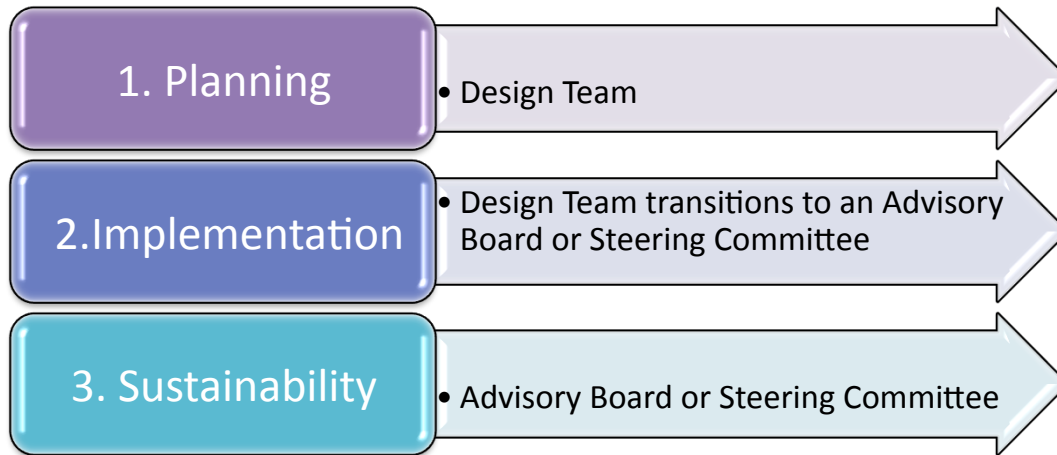 1. Planning
• Design Team
2.Implementation
• Design Team transitions to an Advisory
Board or Steering Committee
3. Sustainability
• Advisory Board or Steering Committee